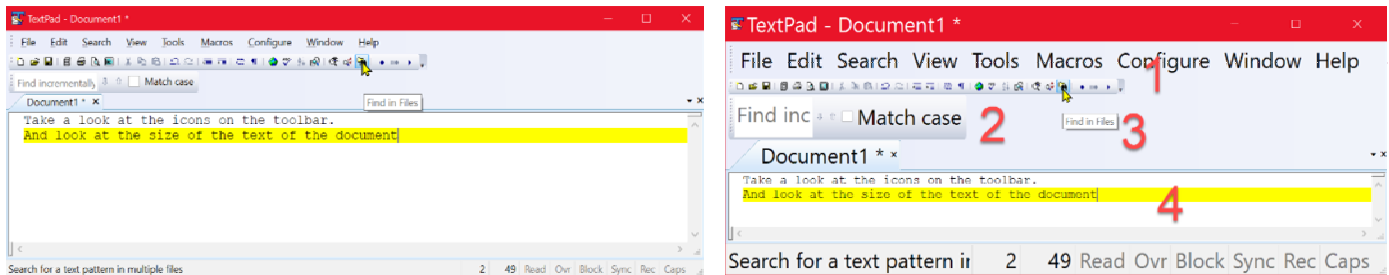 TextPad - Document1 *
File Edit Search View Tools Macros Configure Window Help
Find incrementally Match case
Document1 *
Find in Files
Take a look at the icons on the toolbar.
And look at the size of the text of the document
Search for a text pattern in multiple files 2 49 Read Ovr Block Sync Rec Caps
TextPad - Document1 *
File Edit Search View Tools Macros Configure Window Help
1
Find inc Match case
2
Find in Files
3
Document1 *
Take a look at the icons on the toolbar.
And look at the size of the text of the document
4
Search for a text pattern in 2 49 Read Ovr Block Sync Rec Caps